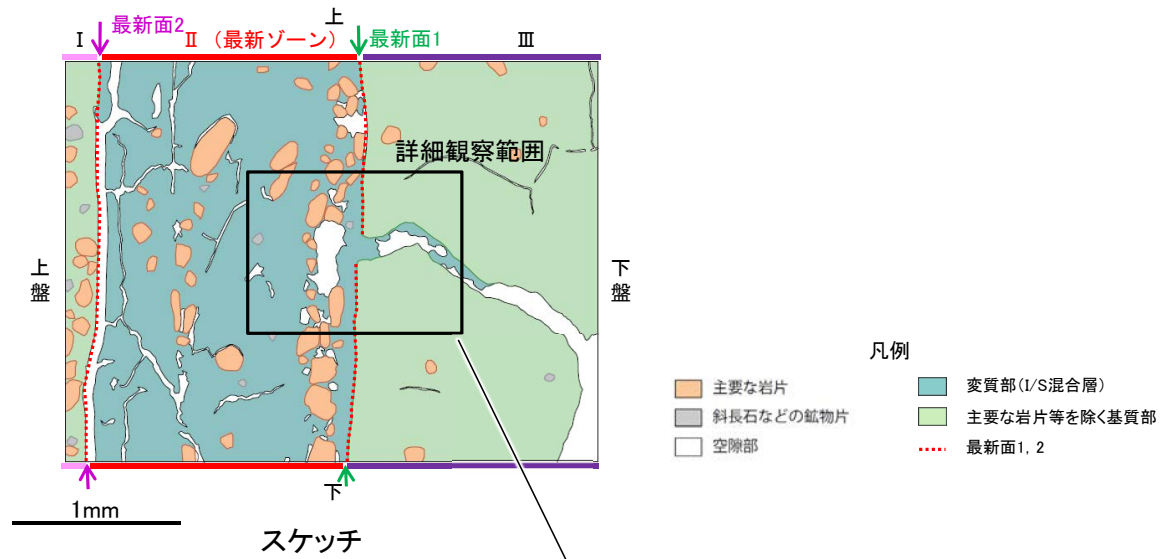 上
最新面2
Ⅰ
Ⅱ (最新ゾーン)
最新面1
Ⅲ
詳細観察範囲
上盤
下盤
下
1mm
スケッチ
凡例
主要な岩片
斜長石などの鉱物片
空隙部
変質部(I/S混合層)
主要な岩片等を除く基質部
最新面1, 2